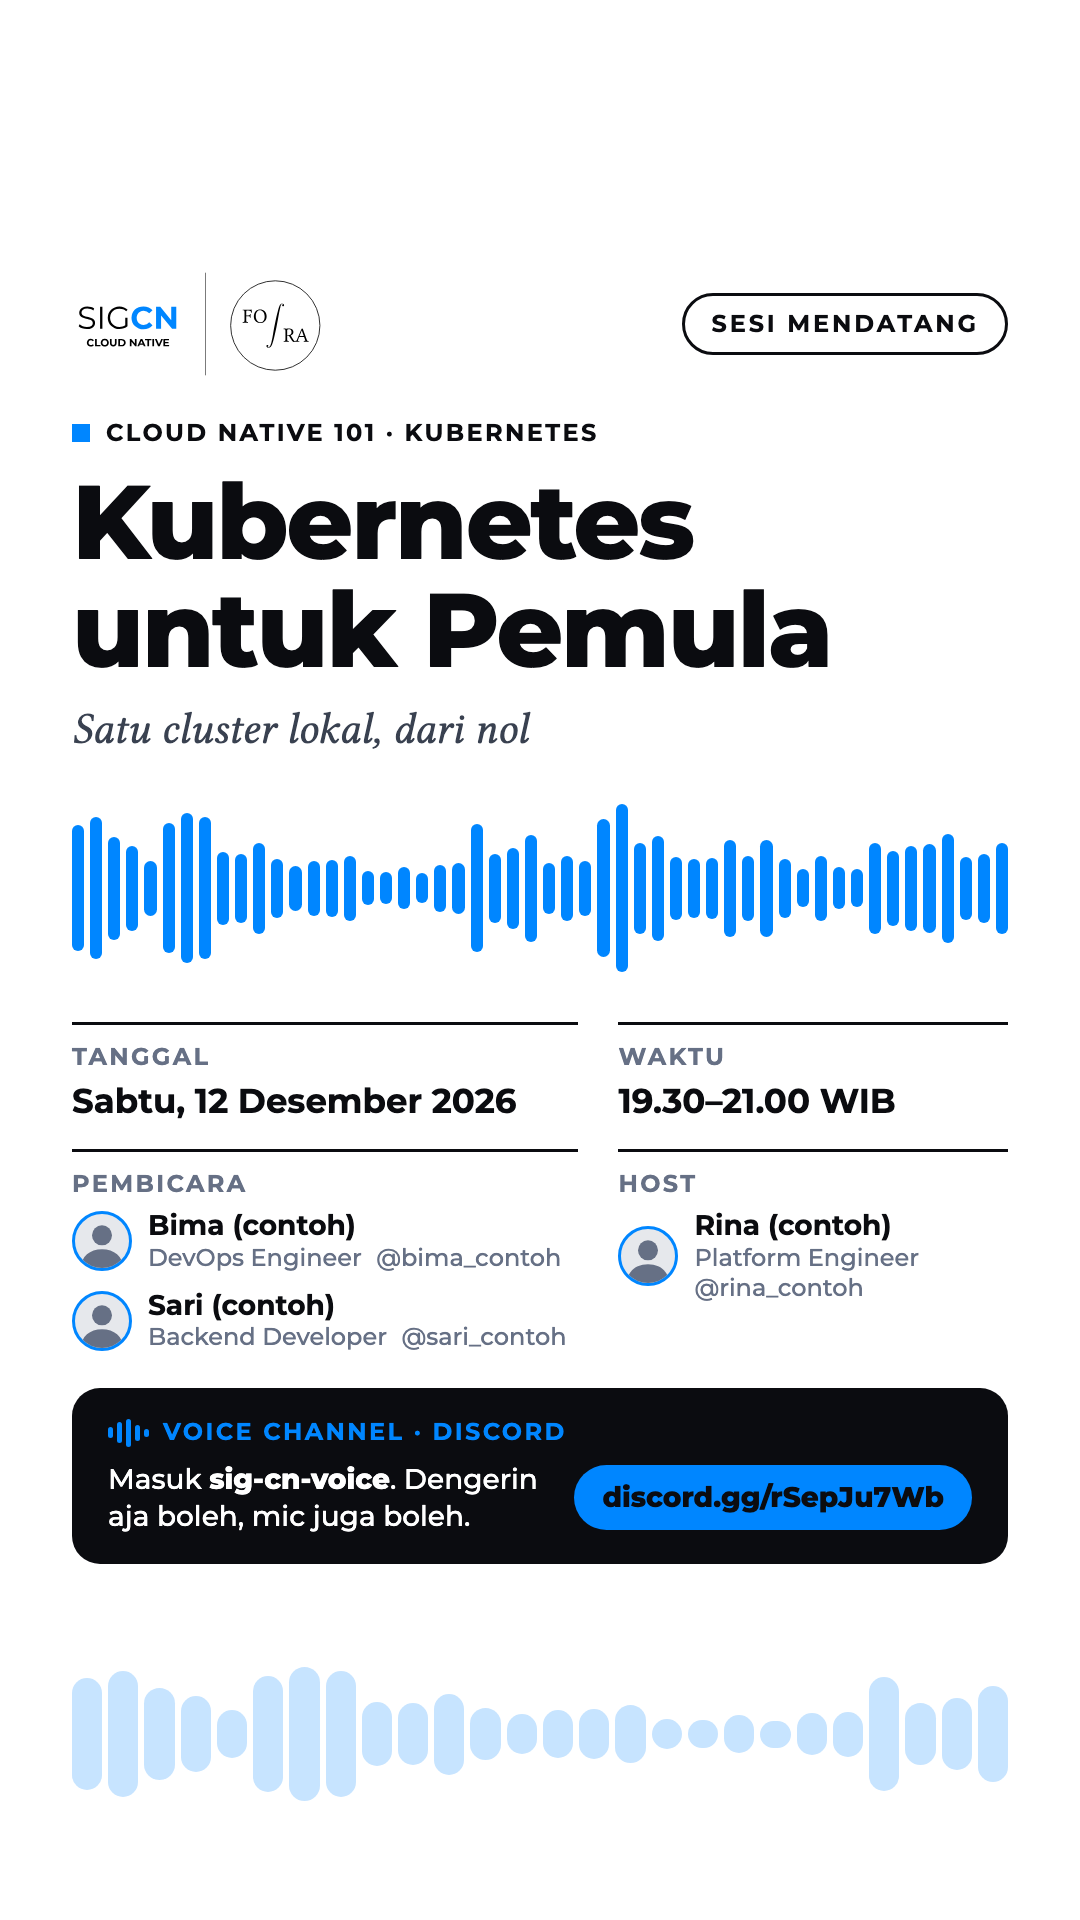 SIGCN
CLOUD NATIVE
FO RA
SESI MENDATANG
CLOUD NATIVE 101 · KUBERNETES
Kubernetes
untuk Pemula
Satu cluster lokal, dari nol
TANGGAL
Sabtu, 12 Desember 2026
WAKTU
19.30–21.00 WIB
PEMBICARA
Bima (contoh)
DevOps Engineer @bima_contoh
Sari (contoh)
Backend Developer @sari_contoh
HOST
Rina (contoh)
Platform Engineer
@rina_contoh
VOICE CHANNEL · DISCORD
Masuk sig-cn-voice. Dengerin
aja boleh, mic juga boleh.
discord.gg/rSepJu7Wb